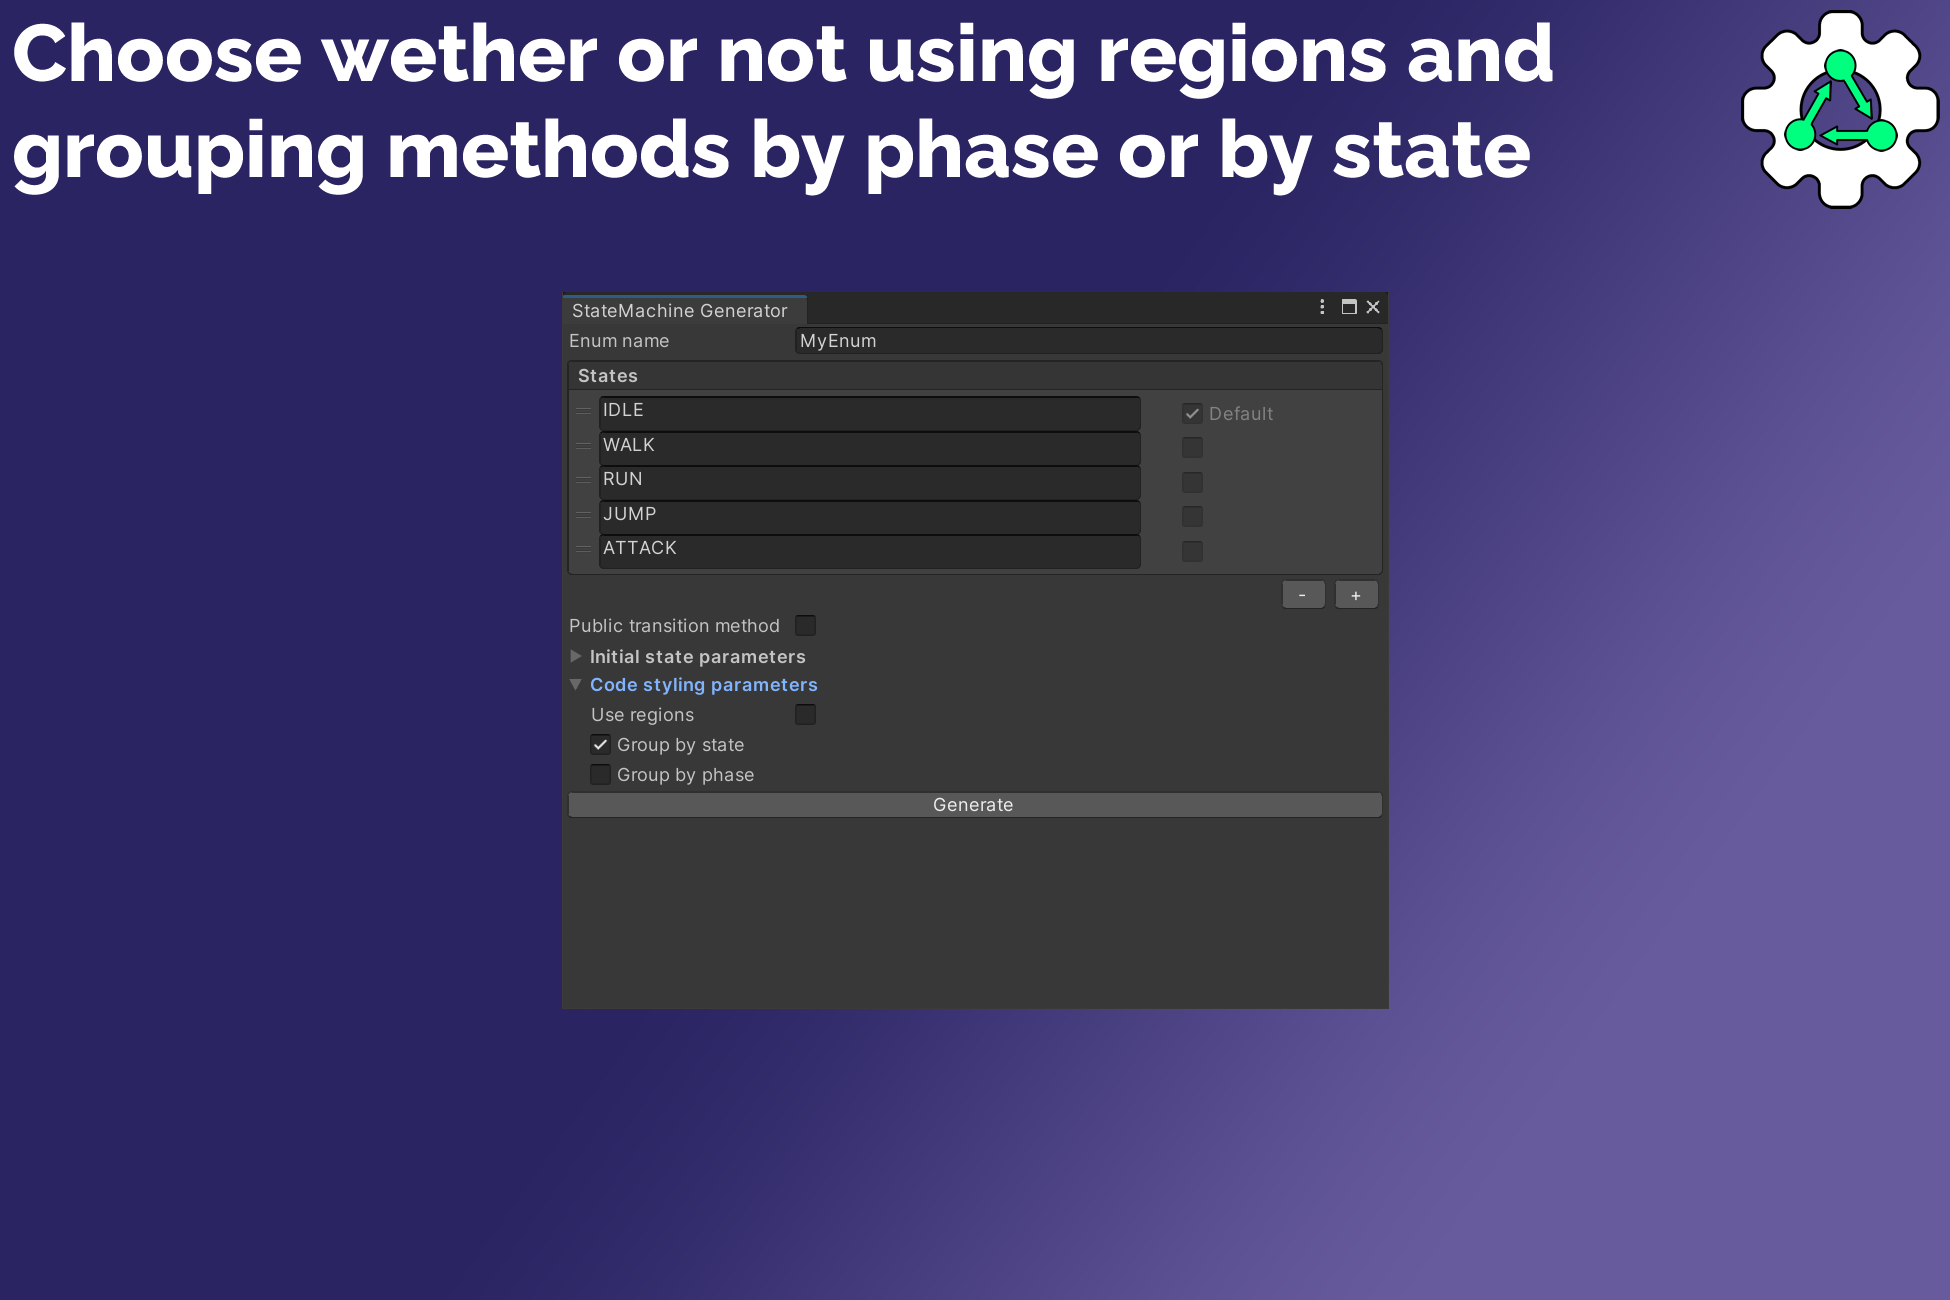 Choose wether or not using regions and
grouping methods by phase or by state
StateMachine Generator
Enum name MyEnum
States
IDLE Default
WALK
RUN
JUMP
ATTACK
- +
Public transition method
Initial state parameters
Code styling parameters
Use regions
Group by state
Group by phase
Generate